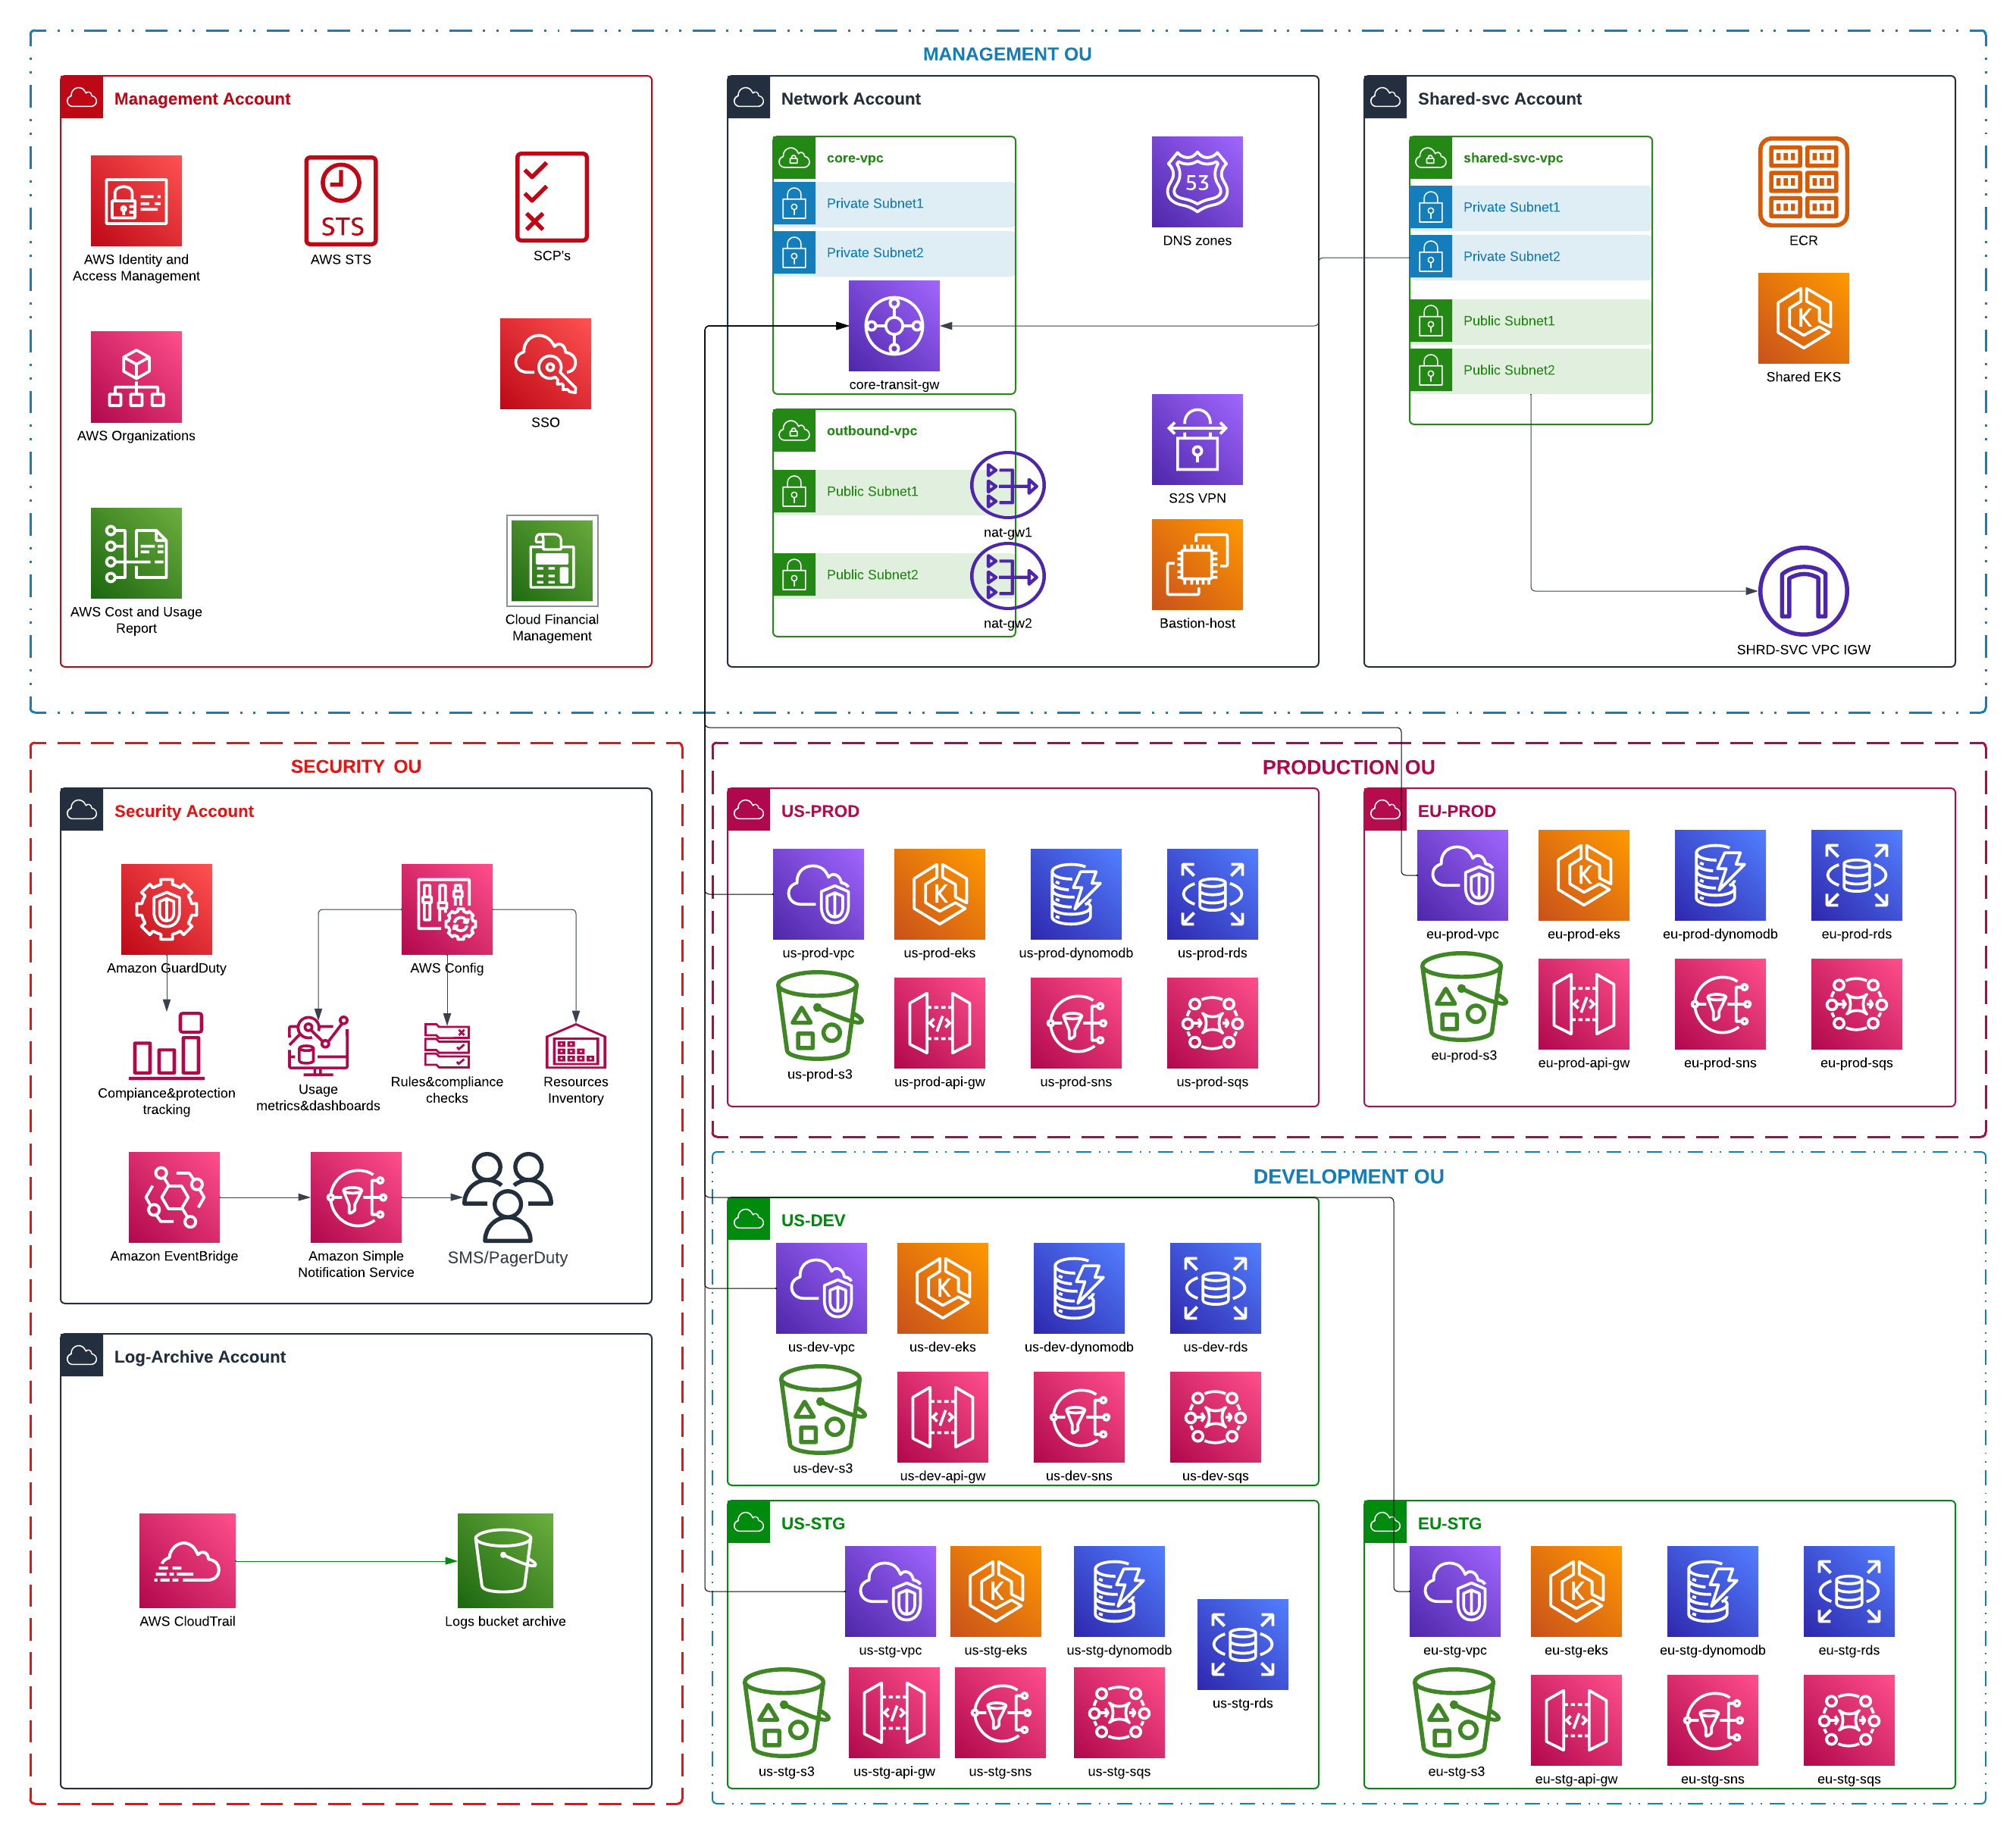 MANAGEMENT OU
Management Account
AWS Identity and
Access Management
AWS STS
STS
SCP's
AWS Organizations
SSO
AWS Cost and Usage
Report
Cloud Financial
Management
Network Account
core-vpc
Private Subnet1
Private Subnet2
core-transit-gw
outbound-vpc
Public Subnet1
nat-gw1
Public Subnet2
nat-gw2
53
DNS zones
S2S VPN
Bastion-host
Shared-svc Account
shared-svc-vpc
Private Subnet1
Private Subnet2
Public Subnet1
Public Subnet2
ECR
K
Shared EKS
SHRD-SVC VPC IGW
SECURITY OU
Security Account
Amazon GuardDuty
AWS Config
Compiance&protection
tracking
Usage
metrics&dashboards
Rules&compliance
checks
Resources
Inventory
Amazon EventBridge
Amazon Simple
Notification Service
SMS/PagerDuty
Log-Archive Account
AWS CloudTrail
Logs bucket archive
PRODUCTION OU
US-PROD
K
us-prod-vpc
us-prod-eks
us-prod-dynomodb
us-prod-rds
</>
us-prod-s3
us-prod-api-gw
us-prod-sns
us-prod-sqs
EU-PROD
K
eu-prod-vpc
eu-prod-eks
eu-prod-dynomodb
eu-prod-rds
</>
eu-prod-s3
eu-prod-api-gw
eu-prod-sns
eu-prod-sqs
DEVELOPMENT OU
US-DEV
K
us-dev-vpc
us-dev-eks
us-dev-dynomodb
us-dev-rds
</>
us-dev-s3
us-dev-api-gw
us-dev-sns
us-dev-sqs
US-STG
K
us-stg-vpc
us-stg-eks
us-stg-dynomodb
us-stg-rds
</>
us-stg-s3
us-stg-api-gw
us-stg-sns
us-stg-sqs
EU-STG
K
eu-stg-vpc
eu-stg-eks
eu-stg-dynomodb
eu-stg-rds
</>
eu-stg-s3
eu-stg-api-gw
eu-stg-sns
eu-stg-sqs